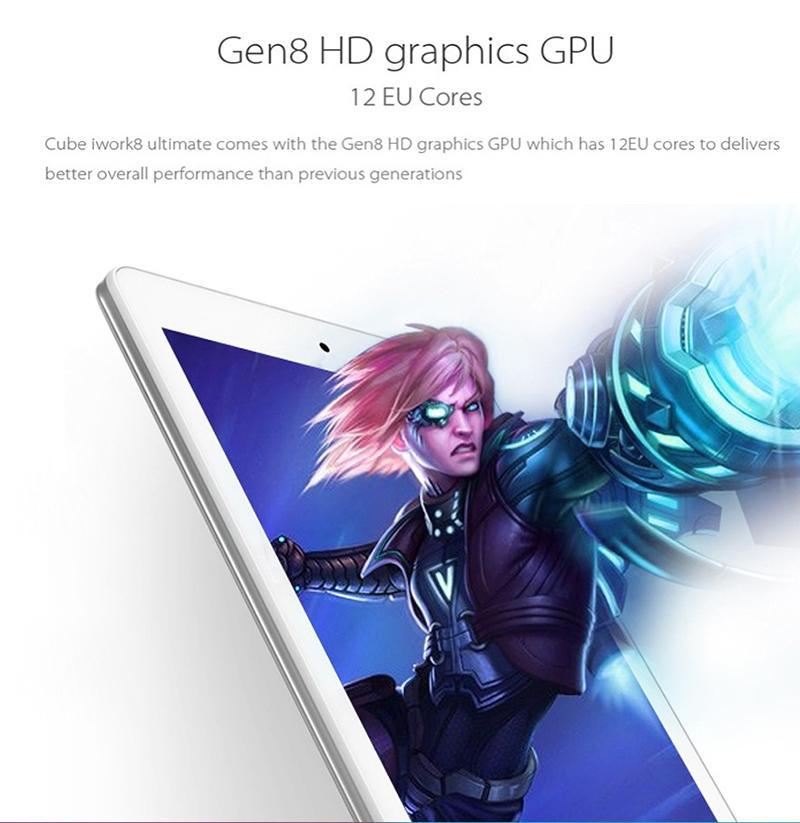 Gen8 HD graphics GPU
12 EU Cores
Cube iwork8 ultimate comes with the Gen8 HD graphics GPU which has 12EU cores to delivers
better overall performance than previous generations
V